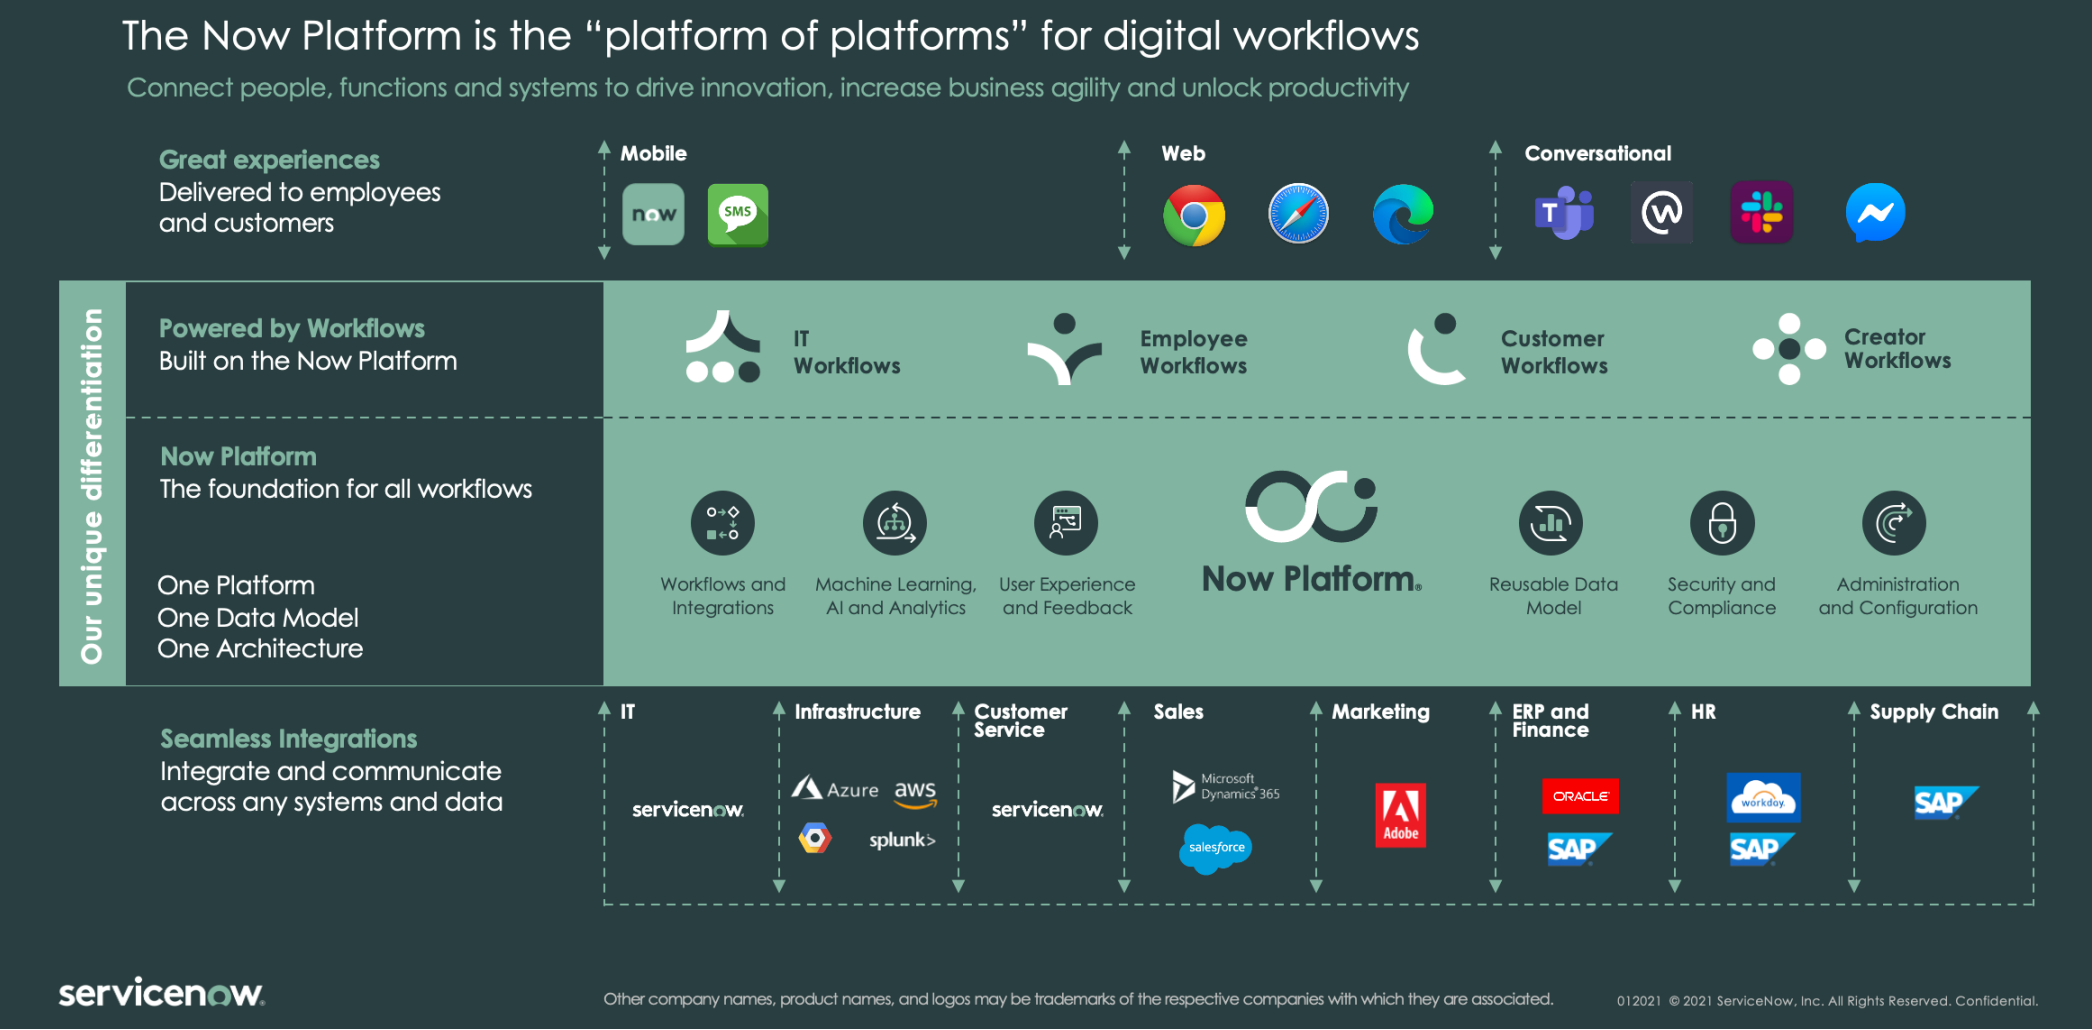 The Now Platform is the “platform of platforms” for digital workflows
Connect people, functions and systems to drive innovation, increase business agility and unlock productivity
Great experiences
Delivered to employees
and customers
Mobile
now
SMS
Web
Conversational
T
Our unique differentiation
Powered by Workflows
Built on the Now Platform
IT
Workflows
Employee
Workflows
Customer
Workflows
Creator
Workflows
Now Platform
The foundation for all workflows
One Platform
One Data Model
One Architecture
Workflows and
Integrations
Machine Learning,
AI and Analytics
User Experience
and Feedback
Now Platform®
Reusable Data
Model
Security and
Compliance
Administration
and Configuration
Seamless Integrations
Integrate and communicate
across any systems and data
IT
servicenow
Infrastructure
Azure
aws
splunk>
Customer
Service
servicenow
Sales
Microsoft
Dynamics® 365
salesforce
Marketing
Adobe
ERP and
Finance
ORACLE
SAP
HR
workday.
SAP
Supply Chain
SAP
servicenow
Other company names, product names, and logos may be trademarks of the respective companies with which they are associated.
012021 © 2021 ServiceNow, Inc. All Rights Reserved. Confidential.